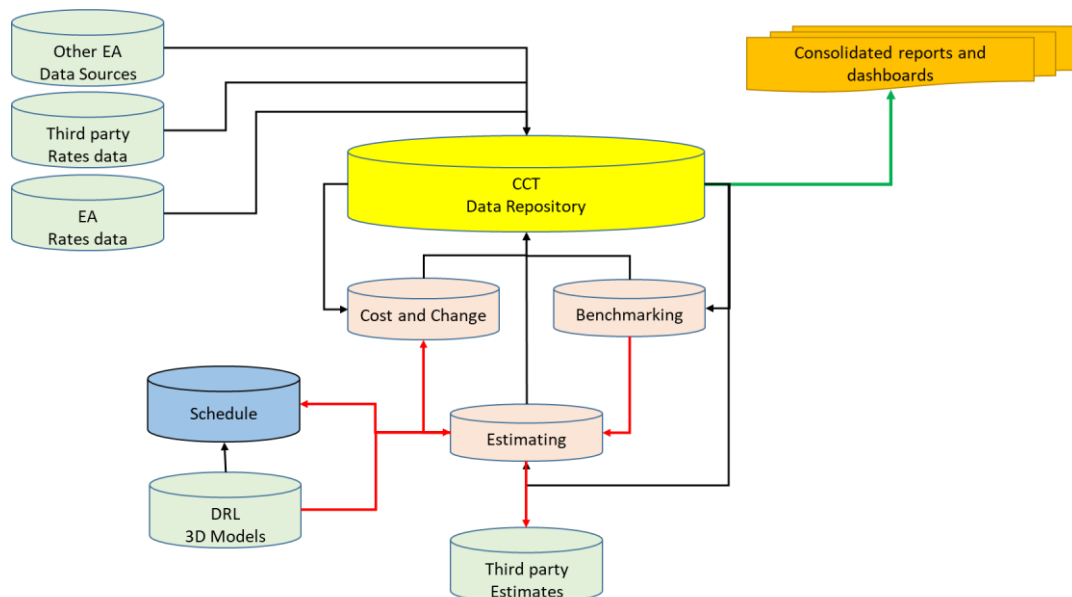 Other EA
Data Sources
Consolidated reports and
dashboards
Third party
Rates data
CCT
Data Repository
EA
Rates data
Cost and Change
Benchmarking
Schedule
Estimating
DRL
3D Models
Third party
Estimates